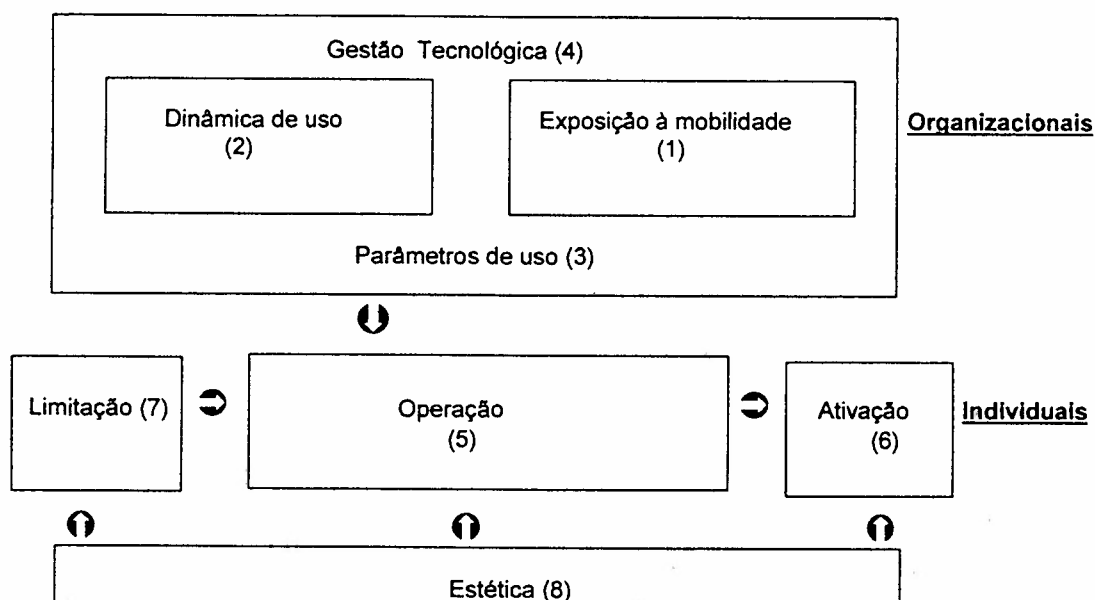 Gestão Tecnológica (4)
Dinâmica de uso
(2)
Exposição à mobilidade
(1)
Organizacionais
Parâmetros de uso (3)
Limitação (7)
Operação
(5)
Ativação
(6)
Individuais
Estética (8)